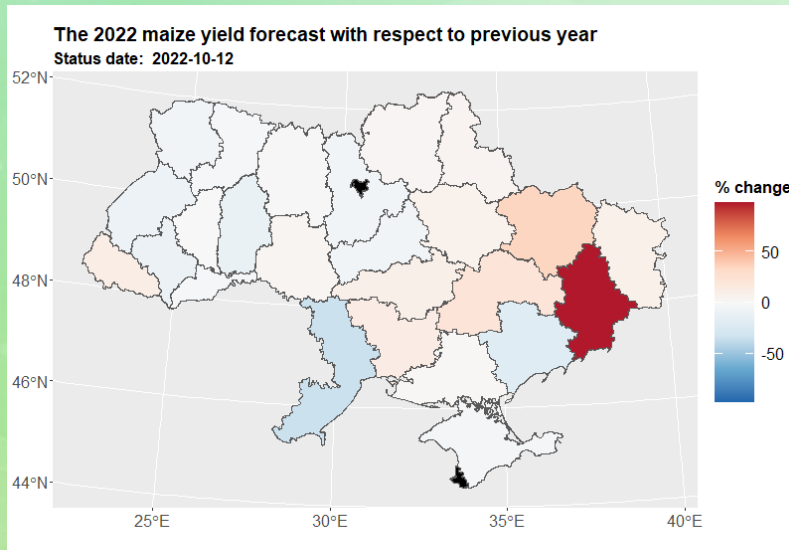 The 2022 maize yield forecast with respect to previous year
Status date: 2022-10-12
52°N
50°N
48°N
46°N
44°N
25°E
30°E
35°E
40°E
% change
50
0
-50